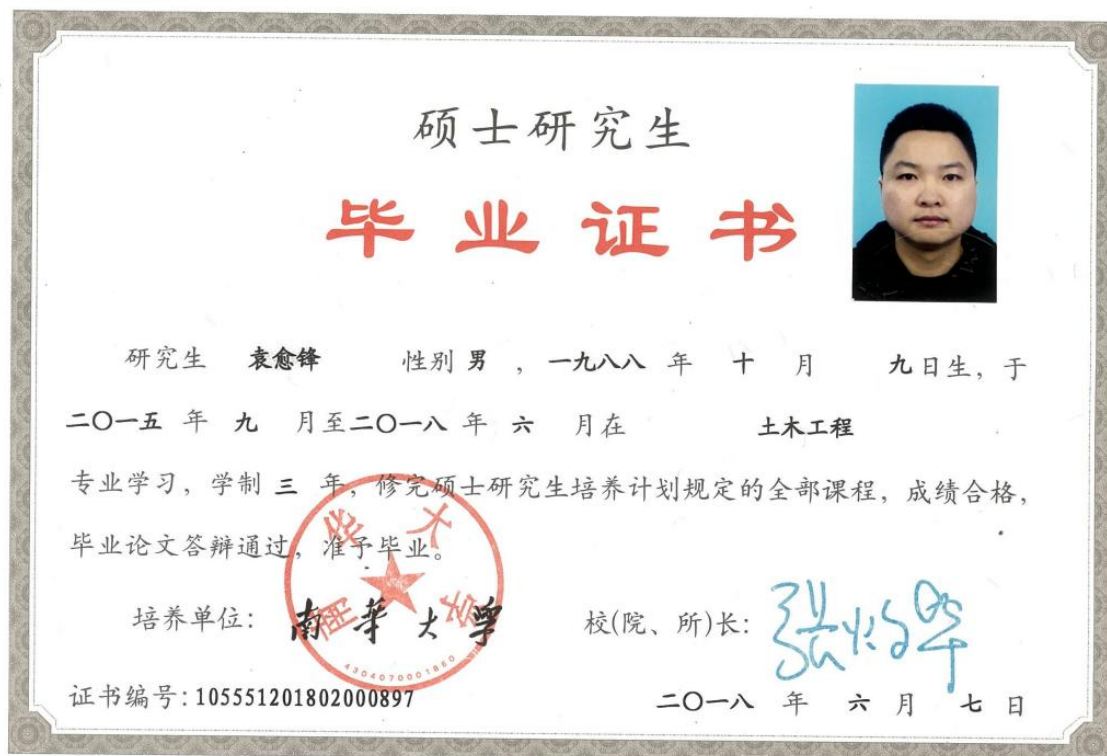 硕士研究生
毕业证书
研究生 袁愈锋 性别 男 ，一九八八 年 十 月 九日生，于
二〇一五 年 九 月至二〇一八 年 六 月在 土木工程
专业学习，学制 三 年，修完硕士研究生培养计划规定的全部课程，成绩合格，
毕业论文答辩通过，准予毕业。
南华大学
4304070001860
培养单位：南華大學 校(院、所)长：
证书编号：105551201802000897 二〇一八 年 六 月 七日